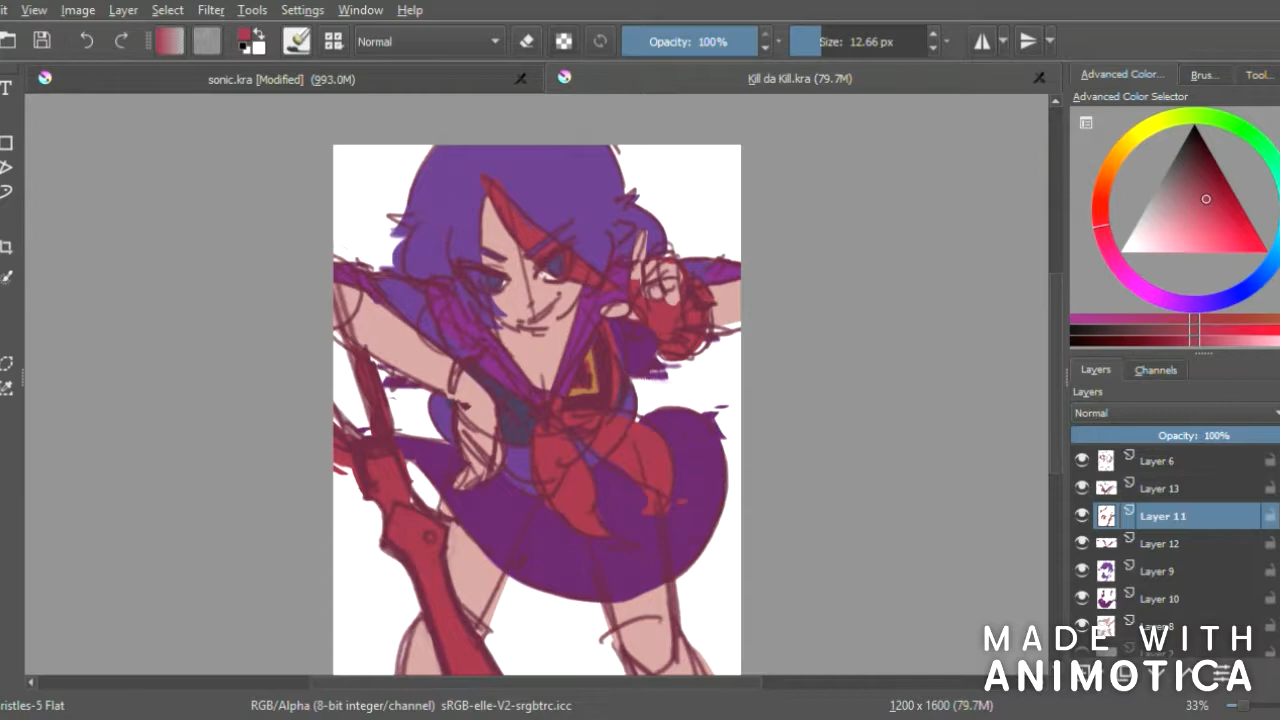 it View Image Layer Select Filter Tools Settings Window Help
Normal Opacity: 100% Size: 12.66 px
sonic.kra [Modified] (993.0M) Kill da Kill.kra (79.7M) Advanced Color... Brus... Tool...
Advanced Color Selector
Layers Channels
Layers
Normal
Opacity: 100%
Layer 6
Layer 13
Layer 11
Layer 12
Layer 9
Layer 10
Layer 8
MADE WITH
ANIMOTICA
ristles-5 Flat RGB/Alpha (8-bit integer/channel) sRGB-elle-V2-srgbtrc.icc 1200 x 1600 (79.7M) 33%